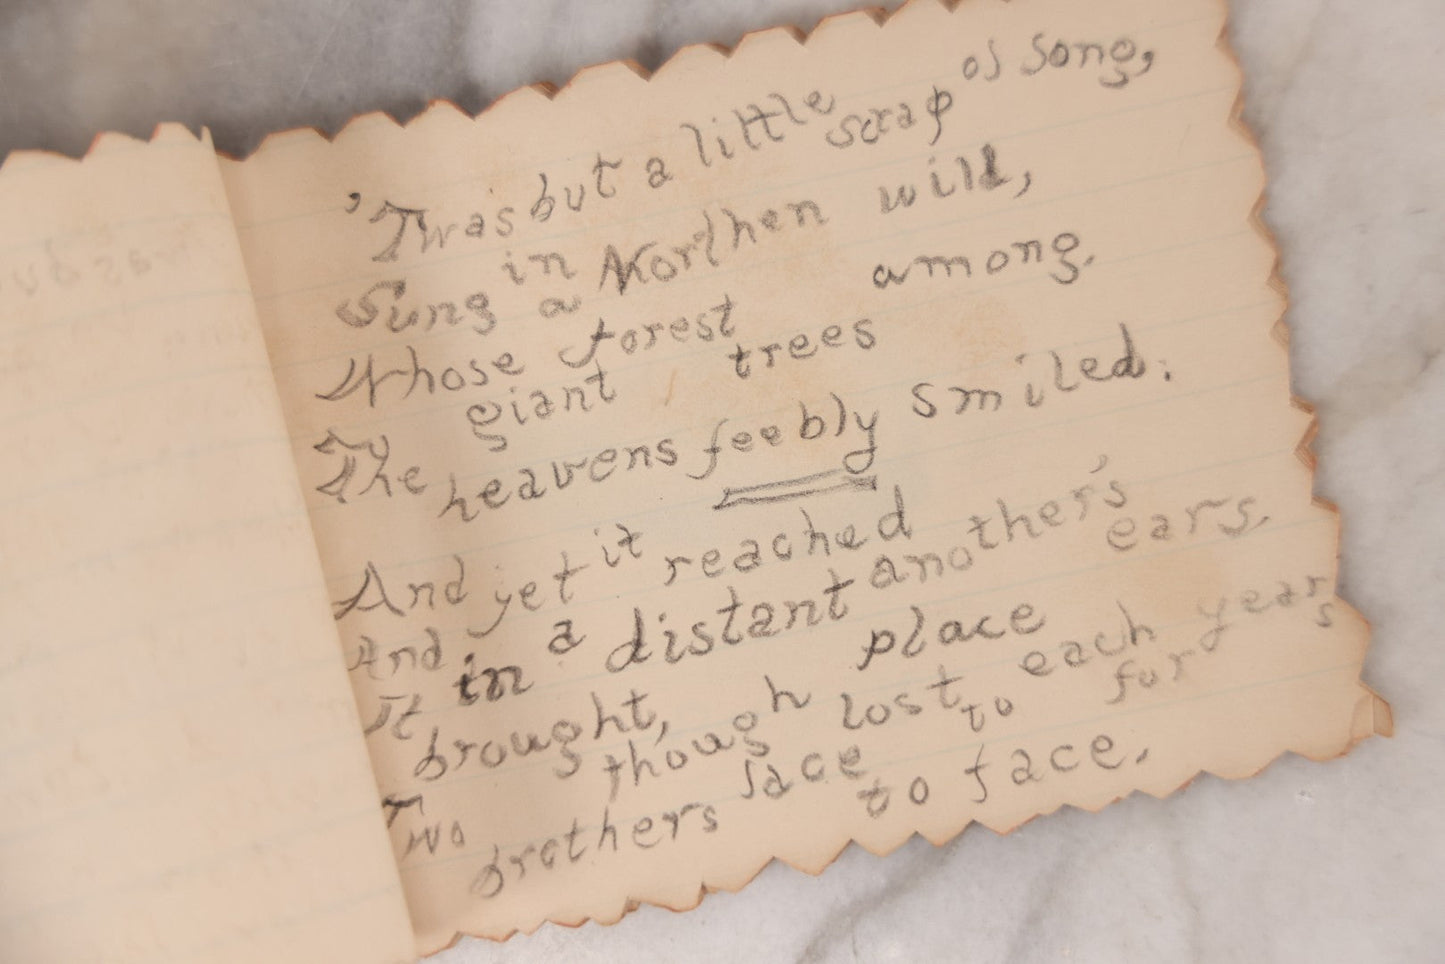 'Twas but a little scrap of song,
Sung in a Northen wild,
Whose forest giant trees among.
The heavens feebly smiled.
And yet it reached another's ears,
And in a distant place
It brought, though lost to each for years
Two brothers face to face.